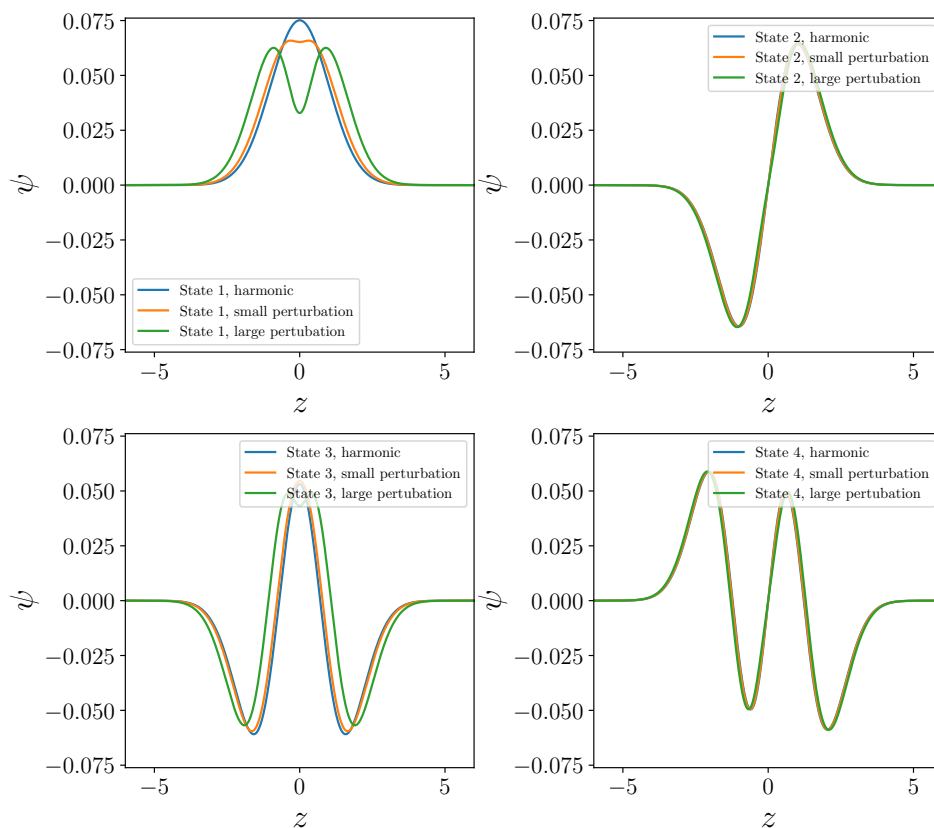 0.075
0.050
0.025
0.000
−0.025
−0.050
−0.075
ψ
State 1, harmonic
State 1, small perturbation
State 1, large pertubation
−5
0
5
z
0.075
0.050
0.025
0.000
−0.025
−0.050
−0.075
ψ
State 2, harmonic
State 2, small perturbation
State 2, large pertubation
−5
0
5
z
0.075
0.050
0.025
0.000
−0.025
−0.050
−0.075
ψ
State 3, harmonic
State 3, small perturbation
State 3, large pertubation
−5
0
5
z
0.075
0.050
0.025
0.000
−0.025
−0.050
−0.075
ψ
State 4, harmonic
State 4, small perturbation
State 4, large pertubation
−5
0
5
z